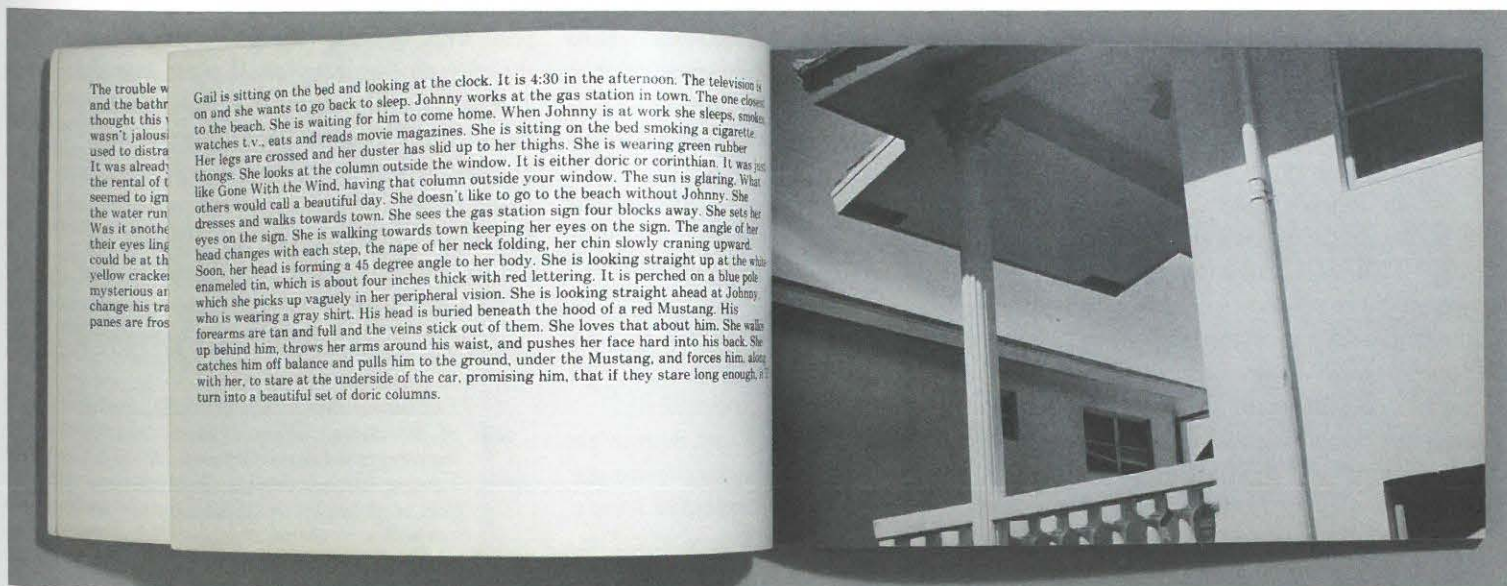 The trouble w
and the bathr
thought this
wasn't jalousi
used to distra
It was already
the rental of t
seemed to ign
the water run
Was it anothe
their eyes ling
could be at th
yellow cracker
mysterious ar
change his tra
panes are fros
Gail is sitting on the bed and looking at the clock. It is 4:30 in the afternoon. The television is
on and she wants to go back to sleep. Johnny works at the gas station in town. The one closest
to the beach. She is waiting for him to come home. When Johnny is at work she sleeps, smokes,
watches t.v., eats and reads movie magazines. She is sitting on the bed smoking a cigarette.
Her legs are crossed and her duster has slid up to her thighs. She is wearing green rubber
thongs. She looks at the column outside the window. It is either doric or corinthian. It was just
like Gone With the Wind, having that column outside your window. The sun is glaring. What
others would call a beautiful day. She doesn't like to go to the beach without Johnny. She
dresses and walks towards town. She sees the gas station sign four blocks away. She sets her
eyes on the sign. She is walking towards town keeping her eyes on the sign. The angle of her
head changes with each step, the nape of her neck folding, her chin slowly craning upward.
Soon, her head is forming a 45 degree angle to her body. She is looking straight up at the white
enameled tin, which is about four inches thick with red lettering. It is perched on a blue pole
which she picks up vaguely in her peripheral vision. She is looking straight ahead at Johnny
who is wearing a gray shirt. His head is buried beneath the hood of a red Mustang. His
forearms are tan and full and the veins stick out of them. She loves that about him. She walks
up behind him, throws her arms around his waist, and pushes her face hard into his back. She
catches him off balance and pulls him to the ground, under the Mustang, and forces him, along
with her, to stare at the underside of the car, promising him, that if they stare long enough,
turn into a beautiful set of doric columns.